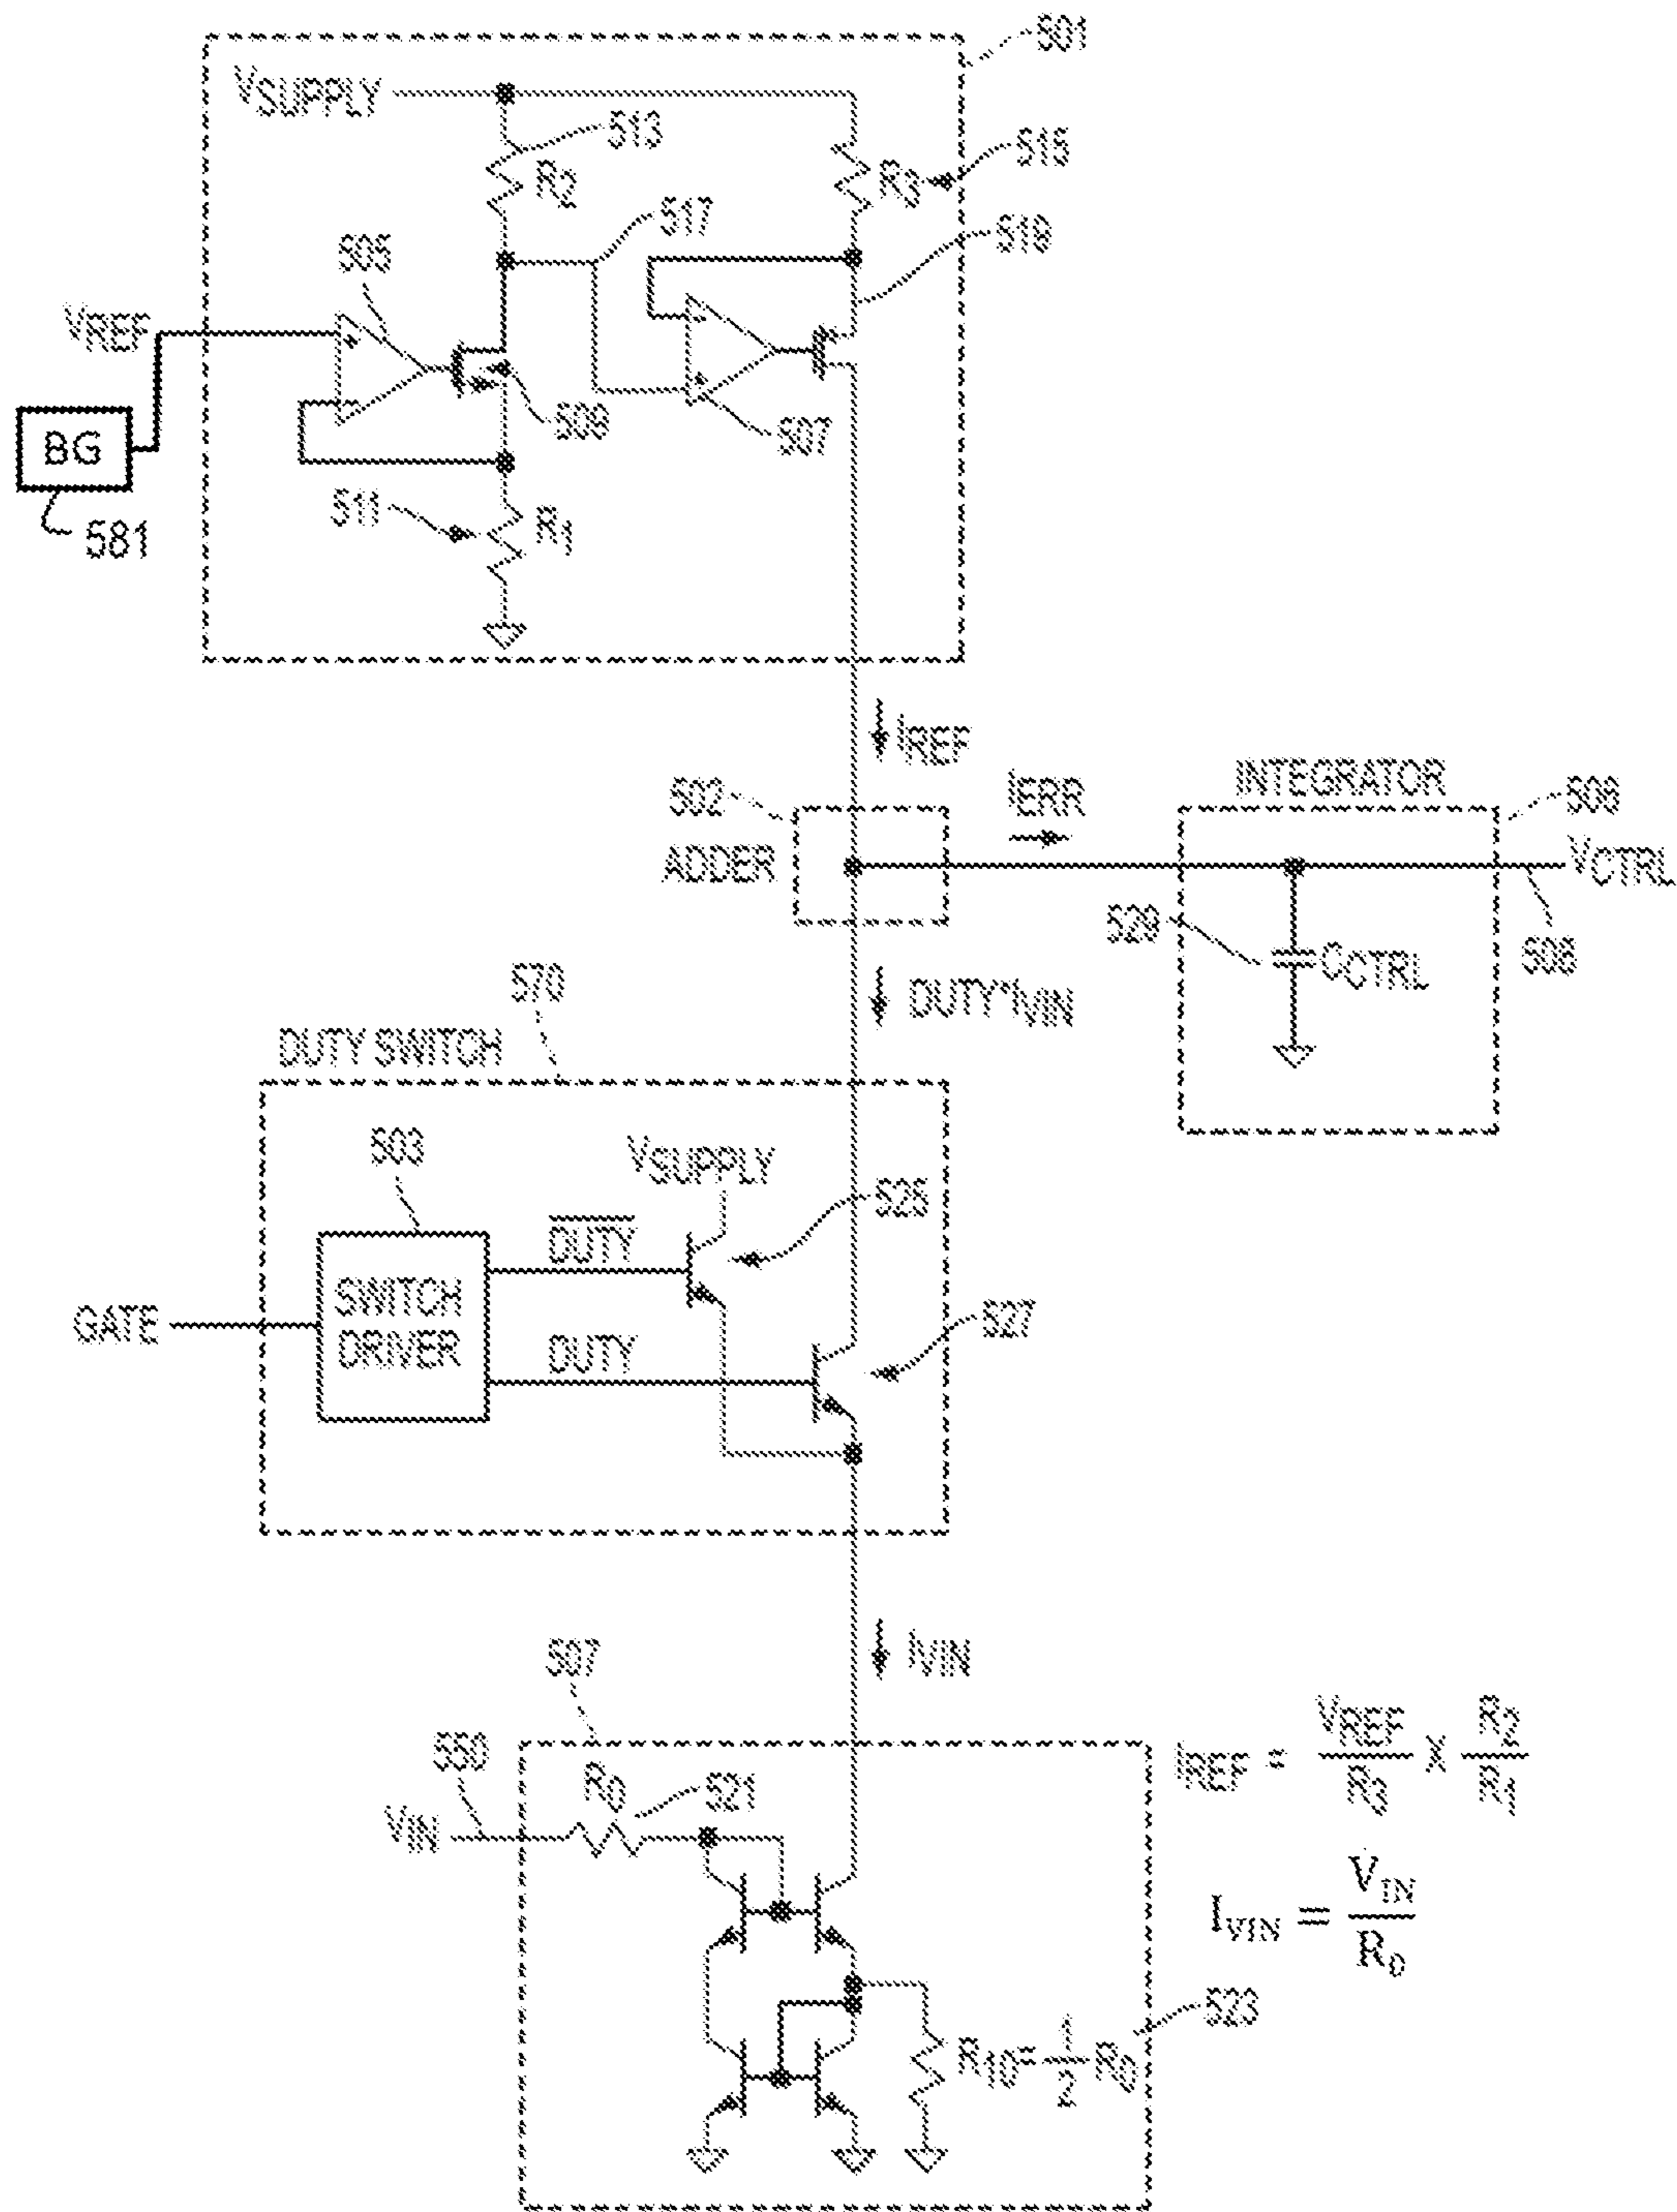 501
VSUPPLY
513
R2
R3
515
517
519
505
VREF
509
507
BG
581
511
R1
IREF
502
ADDER
IERR
INTEGRATOR
508
VCTRL
529
CCTRL
508
570
DUTY*IVIN
DUTY SWITCH
503
VSUPPLY
525
DUTY
GATE
SWITCH
DRIVER
DUTY
527
507
IVIN
550
R0
521
VIN
IREF = VREF/R3 X R2/R1
IVIN = VIN/R0
523
R10= 1/2 R0